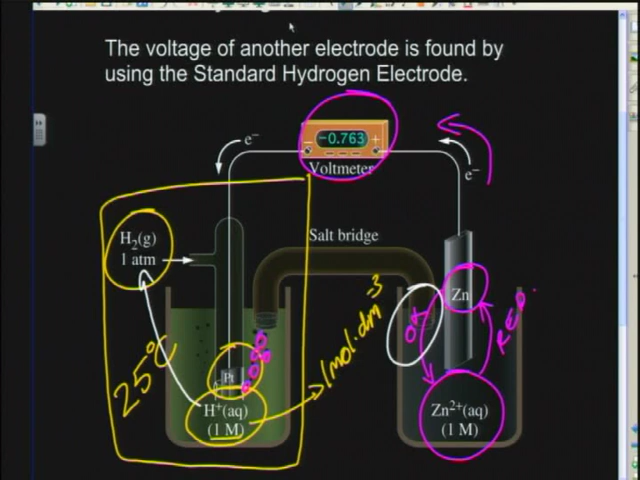 The voltage of another electrode is found by
using the Standard Hydrogen Electrode.
e⁻
− -0.763 +
Voltmeter
e⁻
H₂(g)
1 atm
Salt bridge
Zn
1mol.dm⁻³
OX
RED.
25°C
Pt
H⁺(aq)
(1 M)
Zn²⁺(aq)
(1 M)